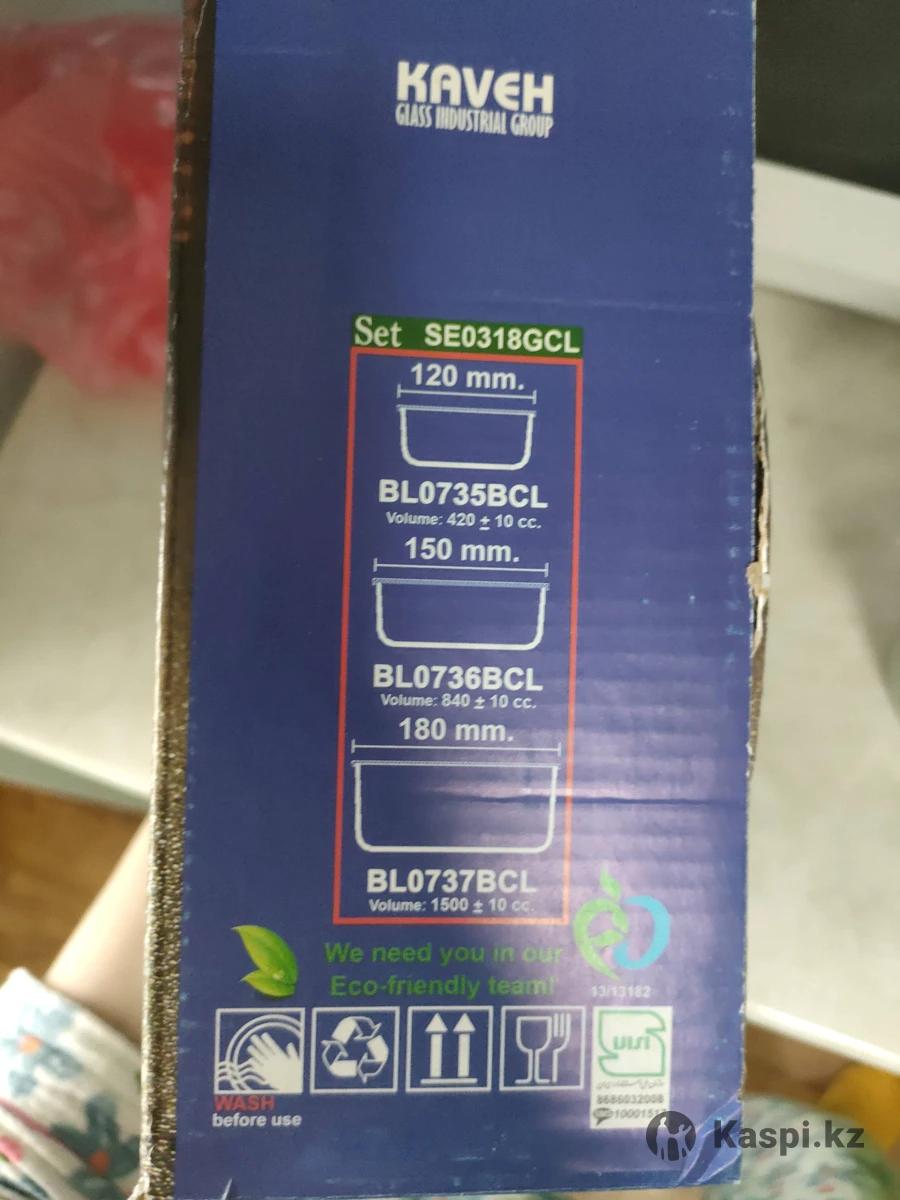 KAVEH
GLASS INDUSTRIAL GROUP
Set SE0318GCL
120 mm.
BL0735BCL
Volume: 420 ± 10 cc.
150 mm.
BL0736BCL
Volume: 840 ± 10 cc.
180 mm.
BL0737BCL
Volume: 1500 ± 10 cc.
We need you in our
Eco-friendly team!
13/13182
WASH
before use
8686032008
Kaspi.kz